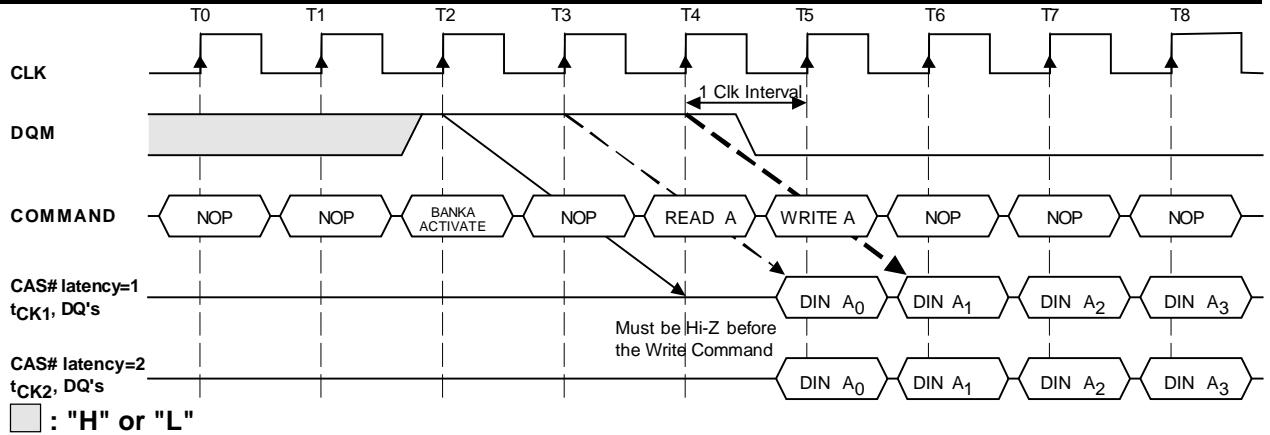 T0 T1 T2 T3 T4 T5 T6 T7 T8
CLK
1 Clk Interval
DQM
COMMAND NOP NOP BANKA ACTIVATE NOP READ A WRITE A NOP NOP NOP
CAS# latency=1
tCK1, DQ's
DIN A0 DIN A1 DIN A2 DIN A3
Must be Hi-Z before
the Write Command
CAS# latency=2
tCK2, DQ's
DIN A0 DIN A1 DIN A2 DIN A3
: "H" or "L"